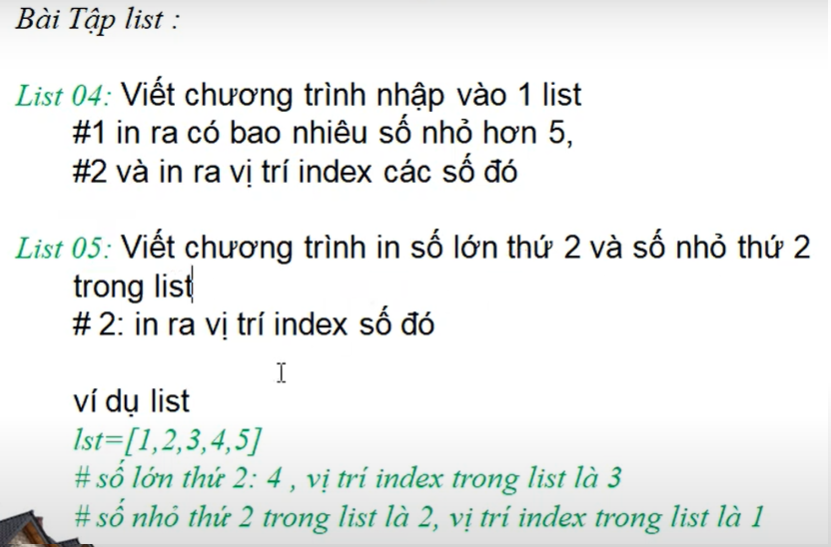 Bài Tập list :
List 04: Viết chương trình nhập vào 1 list
#1 in ra có bao nhiêu số nhỏ hơn 5,
#2 và in ra vị trí index các số đó
List 05: Viết chương trình in số lớn thứ 2 và số nhỏ thứ 2
trong list
# 2: in ra vị trí index số đó
ví dụ list
lst=[1,2,3,4,5]
# số lớn thứ 2: 4 , vị trí index trong list là 3
# số nhỏ thứ 2 trong list là 2, vị trí index trong list là 1